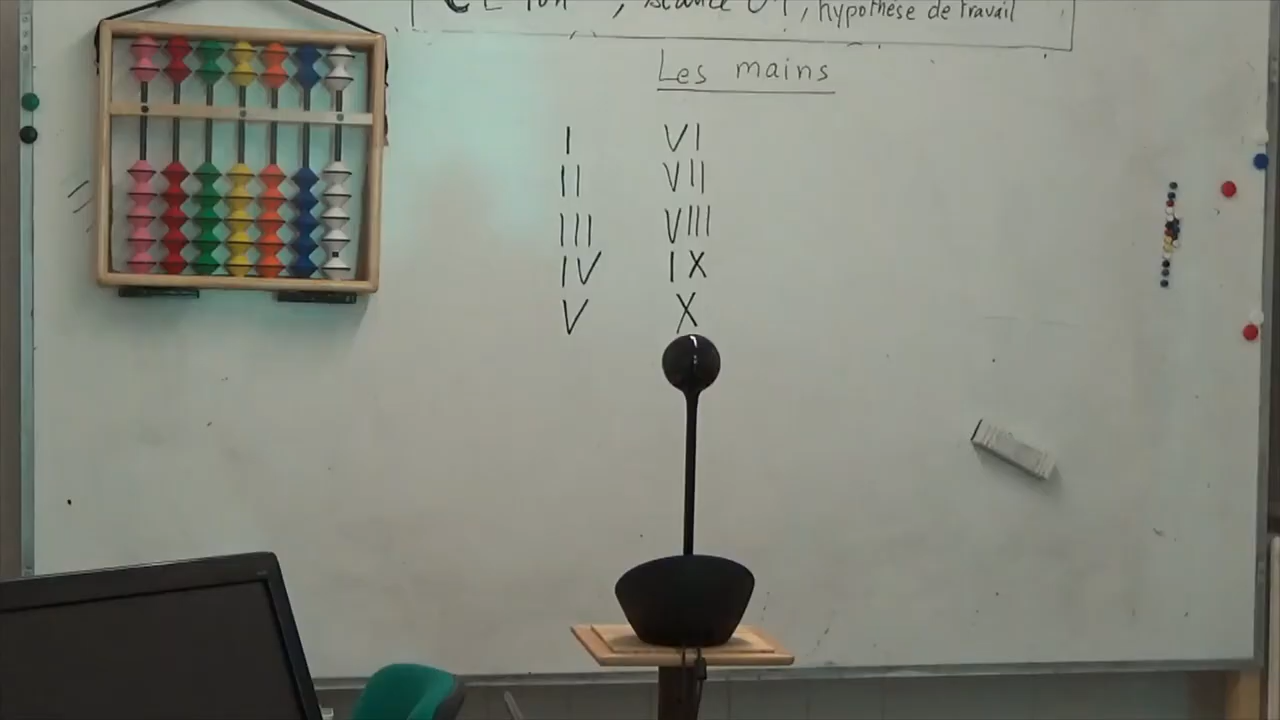 , hypothèse de travail
Les mains
I VI
II VII
III VIII
IV IX
V X